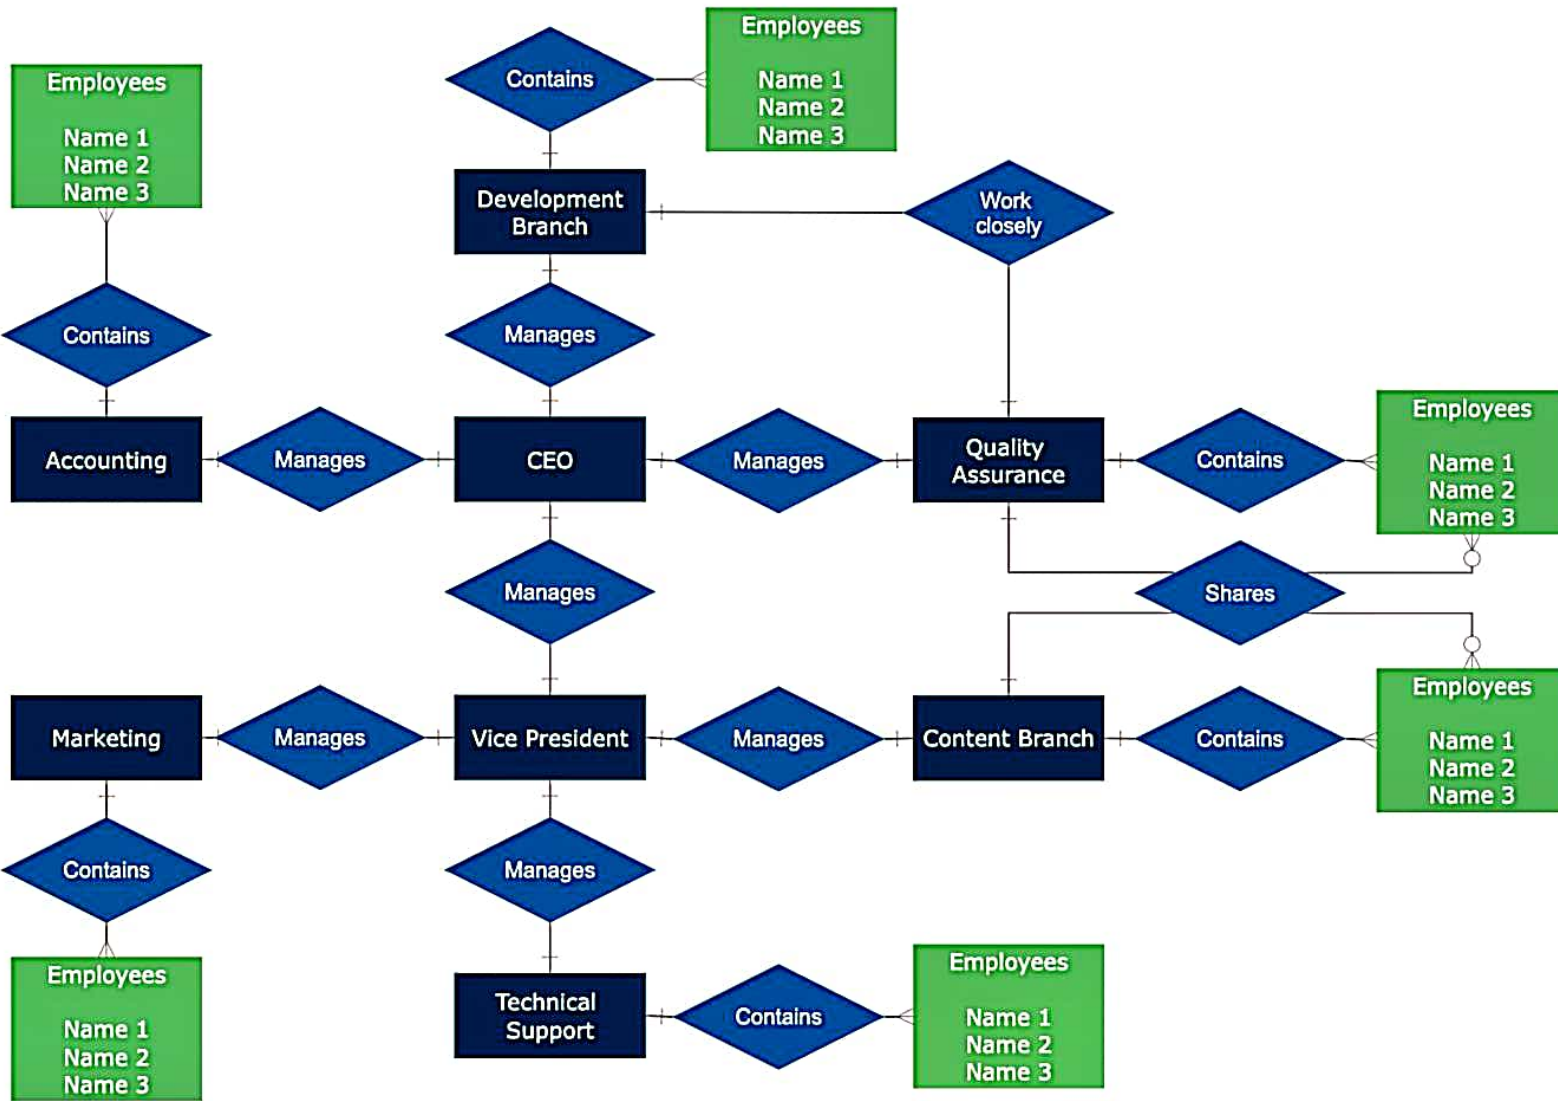 Employees
Name 1
Name 2
Name 3
Contains
Employees
Name 1
Name 2
Name 3
Development
Branch
Work
closely
Contains
Manages
Accounting
Manages
CEO
Manages
Quality
Assurance
Contains
Employees
Name 1
Name 2
Name 3
Manages
Shares
Marketing
Manages
Vice President
Manages
Content Branch
Contains
Employees
Name 1
Name 2
Name 3
Contains
Manages
Employees
Name 1
Name 2
Name 3
Technical
Support
Contains
Employees
Name 1
Name 2
Name 3